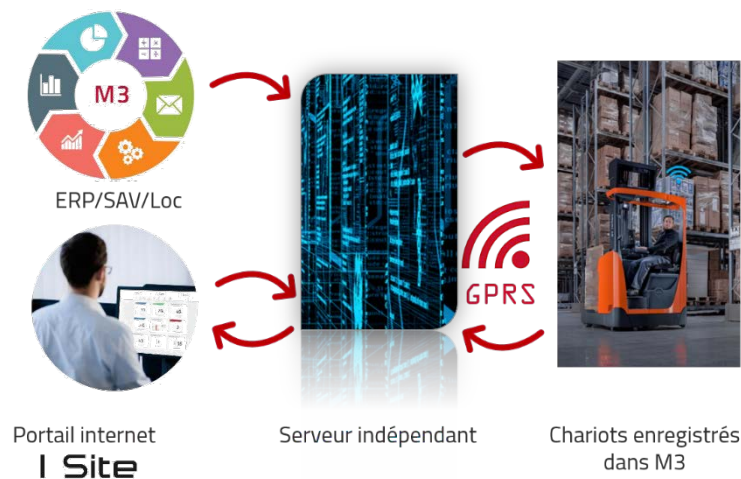 M3
ERP/SAV/Loc
GPRS
Portail internet
I Site
Serveur indépendant
Chariots enregistrés
dans M3